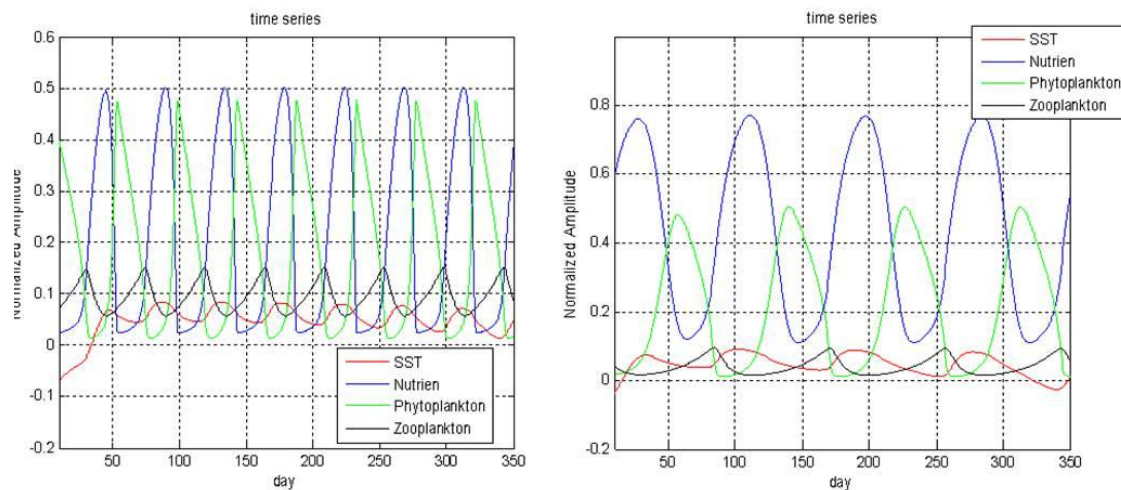 time series
0.6
0.5
0.4
0.3
0.2
0.1
0
-0.1
-0.2
Normalized Amplitude
50 100 150 200 250 300 350
day
SST
Nutrien
Phytoplankton
Zooplankton
time series
0.8
0.6
0.4
0.2
0
-0.2
Normalized Amplitude
50 100 150 200 250 300 350
day
SST
Nutrien
Phytoplankton
Zooplankton